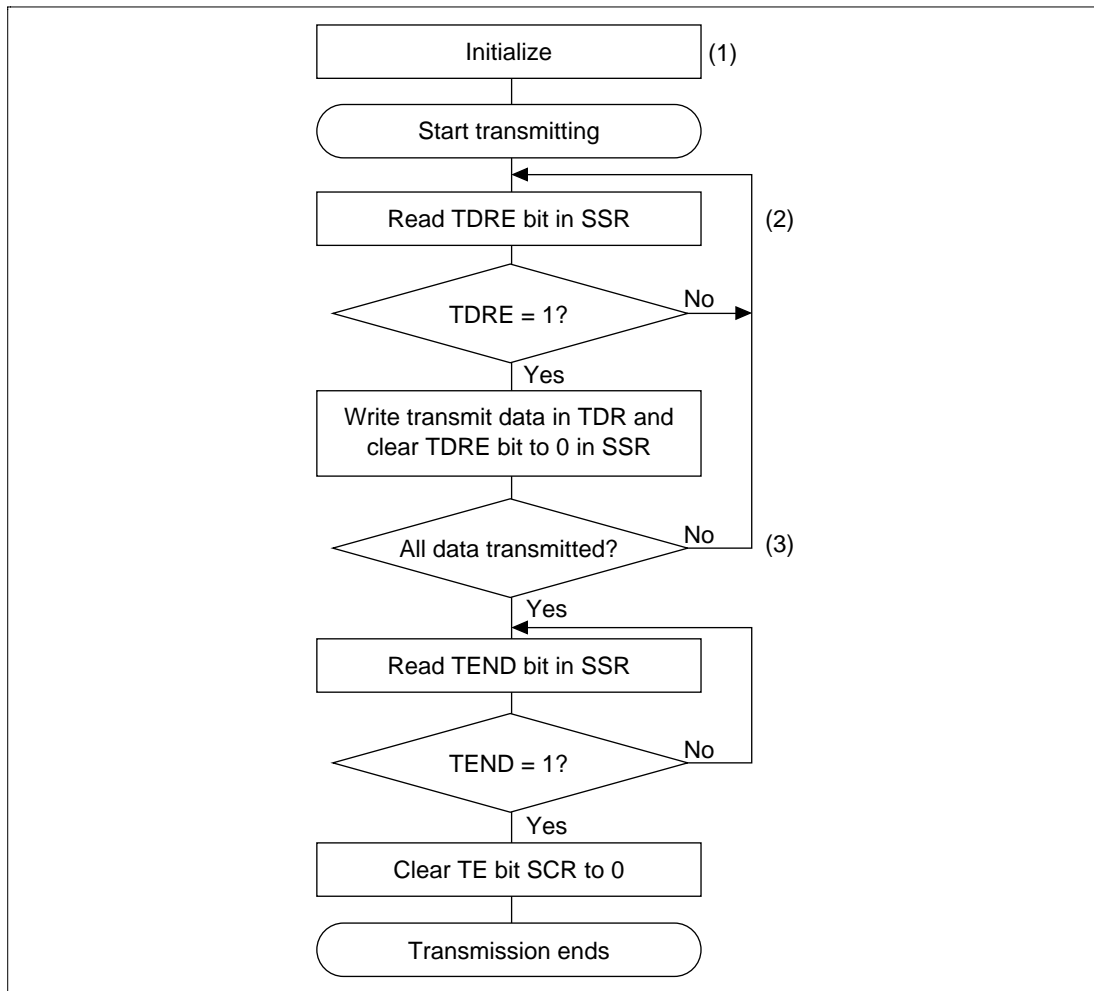 Initialize
(1)
Start transmitting
Read TDRE bit in SSR
(2)
TDRE = 1?
No
Yes
Write transmit data in TDR and
clear TDRE bit to 0 in SSR
All data transmitted?
No
(3)
Yes
Read TEND bit in SSR
TEND = 1?
No
Yes
Clear TE bit SCR to 0
Transmission ends